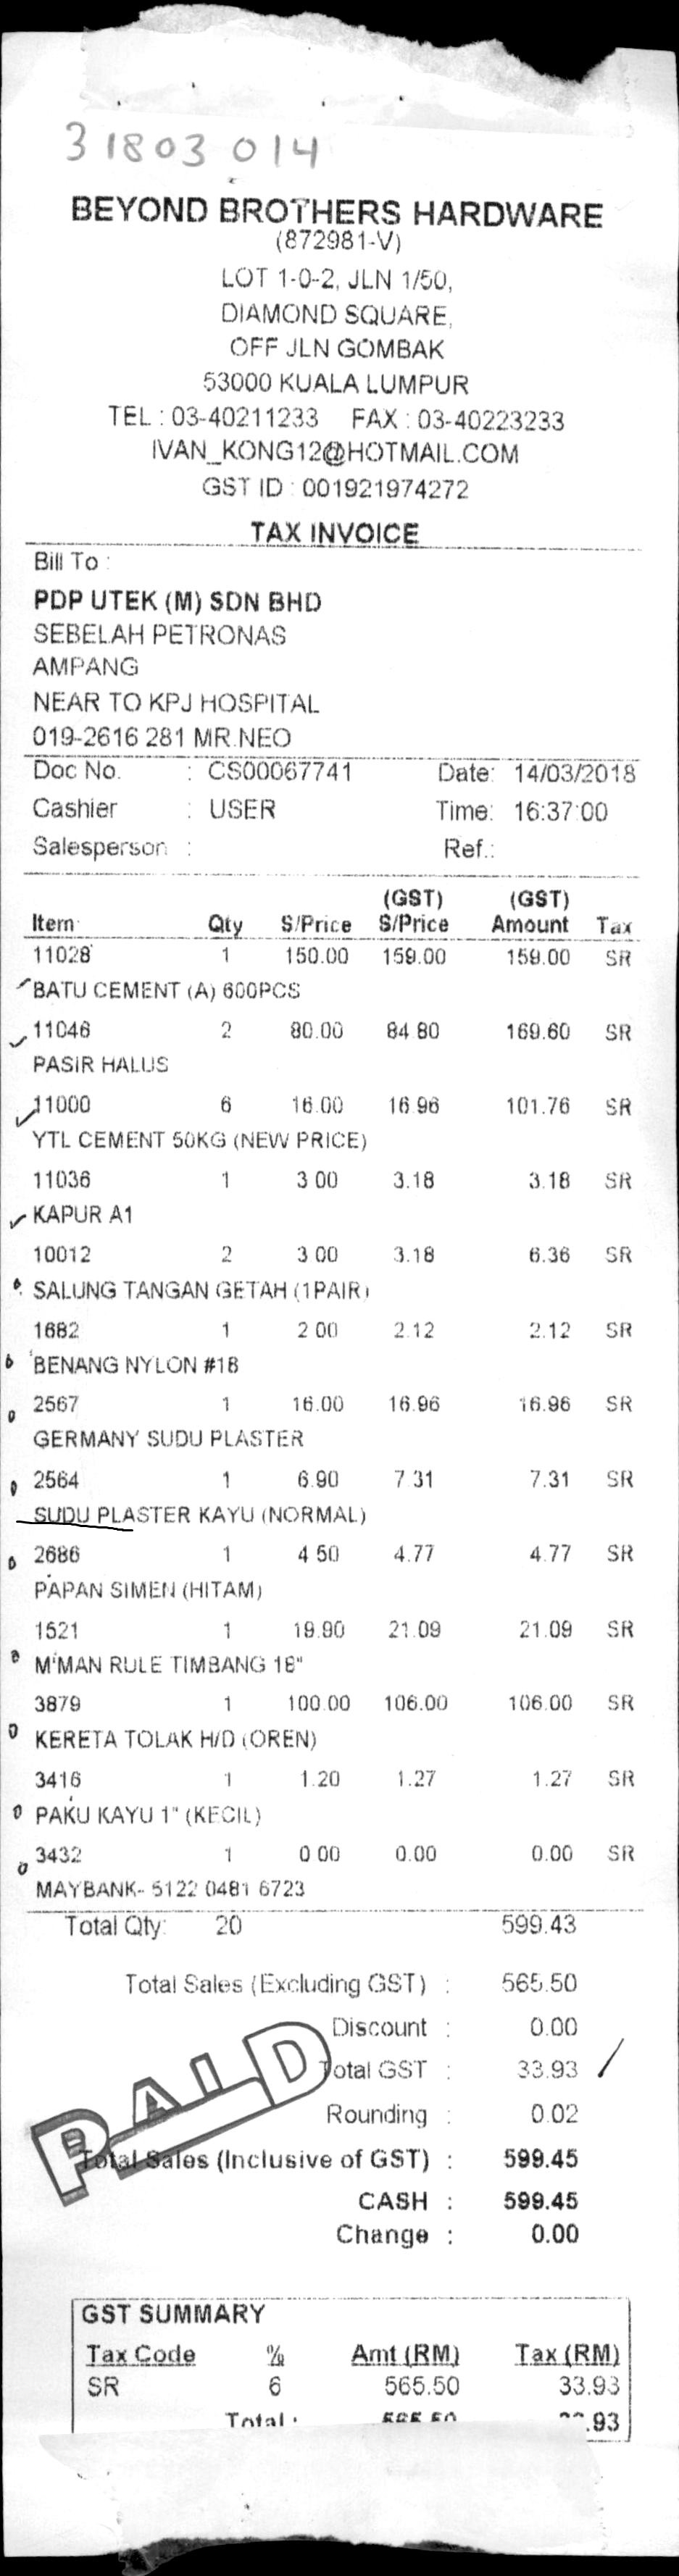 31803 014
BEYOND BROTHERS HARDWARE
(872981-V)
LOT 1-0-2, JLN 1/50,
DIAMOND SQUARE,
OFF JLN GOMBAK
53000 KUALA LUMPUR
TEL : 03-40211233 FAX : 03-40223233
IVAN_KONG12@HOTMAIL.COM
GST ID : 001921974272
TAX INVOICE
Bill To :
PDP UTEK (M) SDN BHD
SEBELAH PETRONAS
AMPANG
NEAR TO KPJ HOSPITAL
019-2616 281 MR.NEO
Doc No. : CS00067741 Date: 14/03/2018
Cashier : USER Time: 16:37:00
Salesperson : Ref.:
(GST) (GST)
Item Qty S/Price S/Price Amount Tax
11028 1 150.00 159.00 159.00 SR
BATU CEMENT (A) 600PCS
11046 2 80.00 84.80 169.60 SR
PASIR HALUS
11000 6 16.00 16.96 101.76 SR
YTL CEMENT 50KG (NEW PRICE)
11036 1 3.00 3.18 3.18 SR
KAPUR A1
10012 2 3.00 3.18 6.36 SR
SALUNG TANGAN GETAH (1PAIR)
1682 1 2.00 2.12 2.12 SR
BENANG NYLON #18
2567 1 16.00 16.96 16.96 SR
GERMANY SUDU PLASTER
2564 1 6.90 7.31 7.31 SR
SUDU PLASTER KAYU (NORMAL)
2686 1 4.50 4.77 4.77 SR
PAPAN SIMEN (HITAM)
1521 1 19.90 21.09 21.09 SR
M'MAN RULE TIMBANG 18"
3879 1 100.00 106.00 106.00 SR
KERETA TOLAK H/D (OREN)
3416 1 1.20 1.27 1.27 SR
PAKU KAYU 1" (KECIL)
3432 1 0.00 0.00 0.00 SR
MAYBANK- 5122 0481 6723
Total Qty: 20 599.43
Total Sales (Excluding GST) : 565.50
Discount : 0.00
Total GST : 33.93
Rounding : 0.02
PAID
Total Sales (Inclusive of GST) : 599.45
CASH : 599.45
Change : 0.00
GST SUMMARY
Tax Code % Amt (RM) Tax (RM)
SR 6 565.50 33.93
Total : 565.50 .93